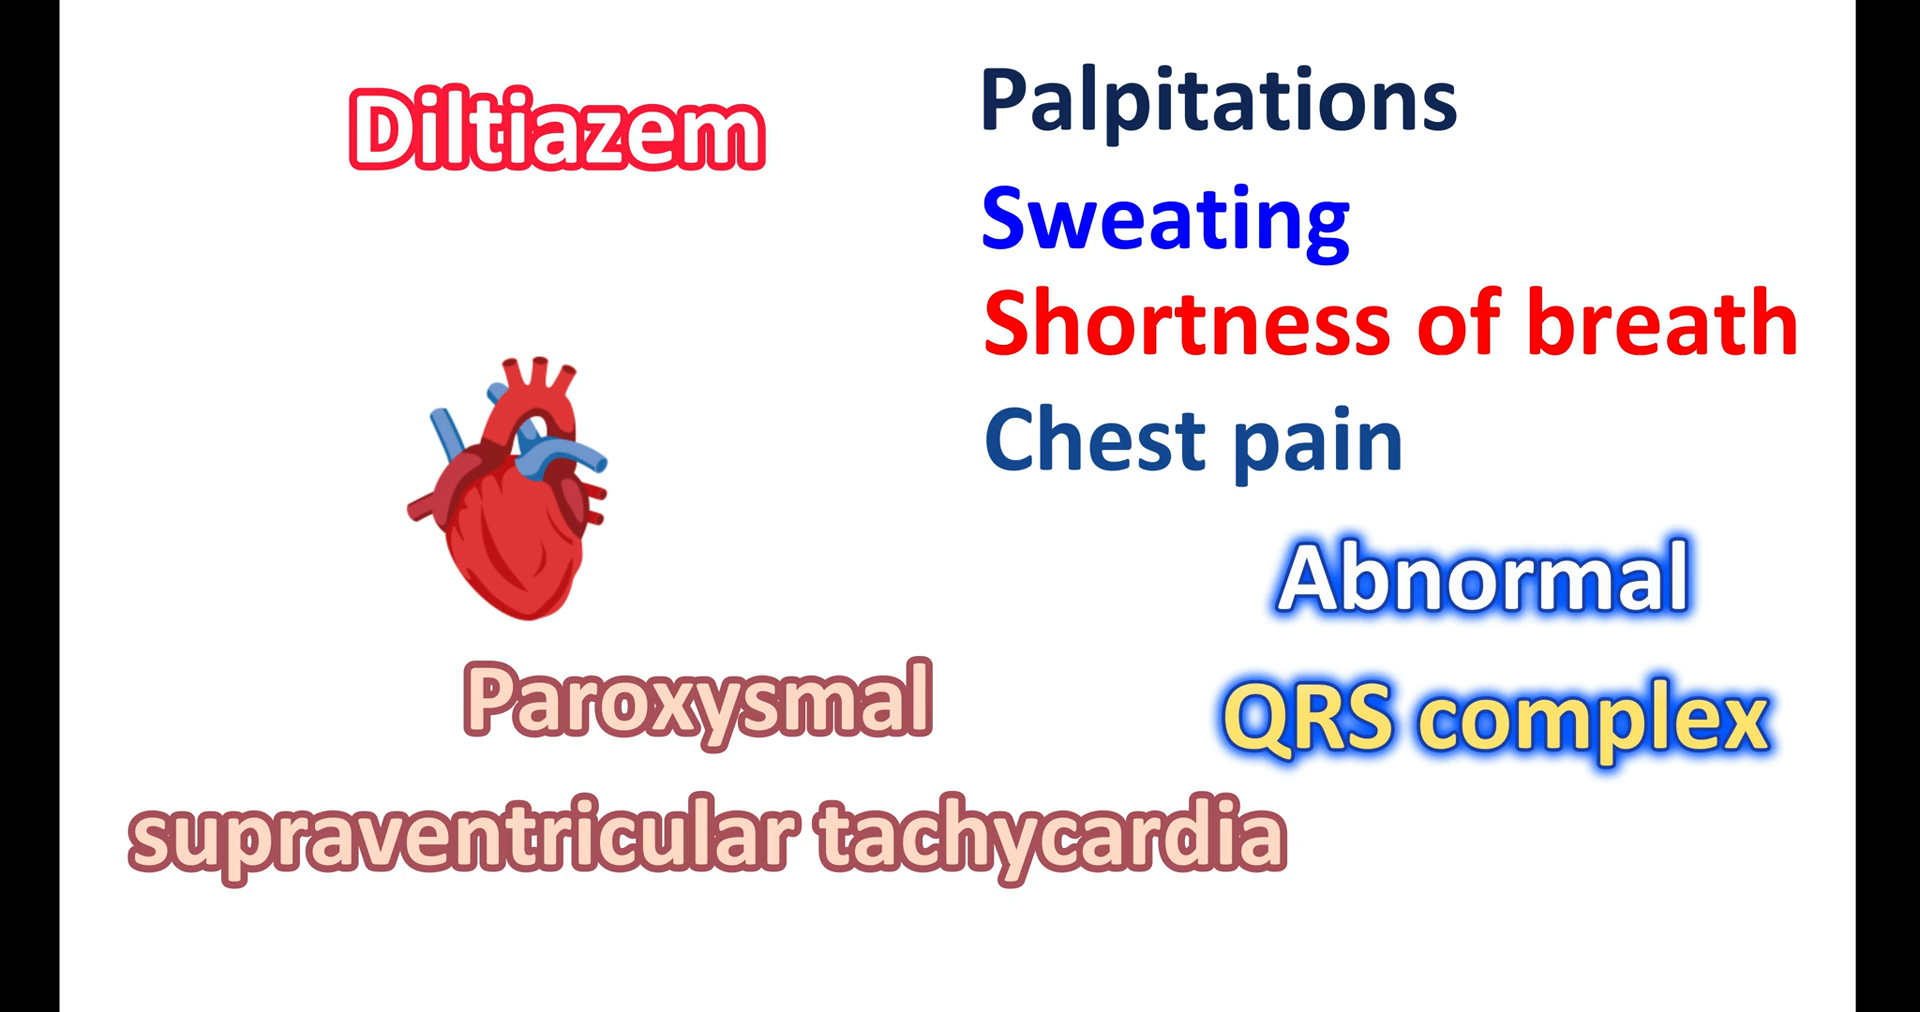 Diltiazem
Palpitations
Sweating
Shortness of breath
Chest pain
Abnormal
QRS complex
Paroxysmal
supraventricular tachycardia